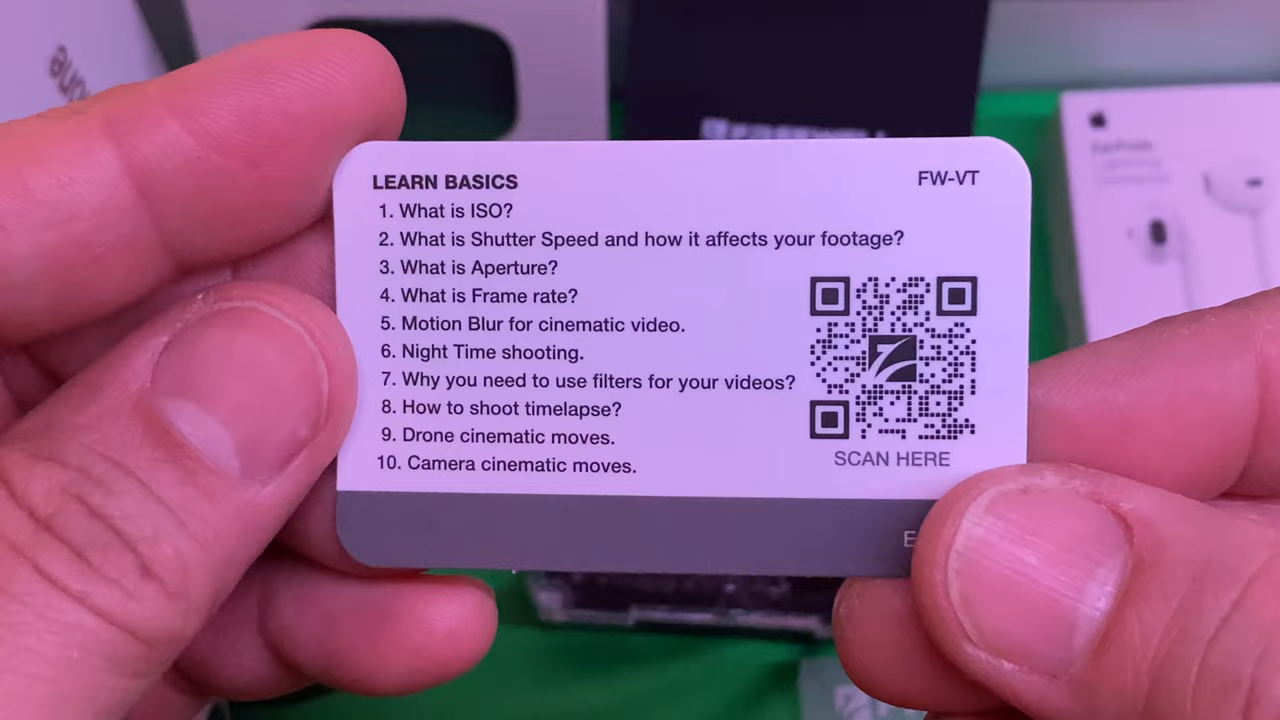 LEARN BASICS
FW-VT
1. What is ISO?
2. What is Shutter Speed and how it affects your footage?
3. What is Aperture?
4. What is Frame rate?
5. Motion Blur for cinematic video.
6. Night Time shooting.
7. Why you need to use filters for your videos?
8. How to shoot timelapse?
9. Drone cinematic moves.
10. Camera cinematic moves.
SCAN HERE
EarPods